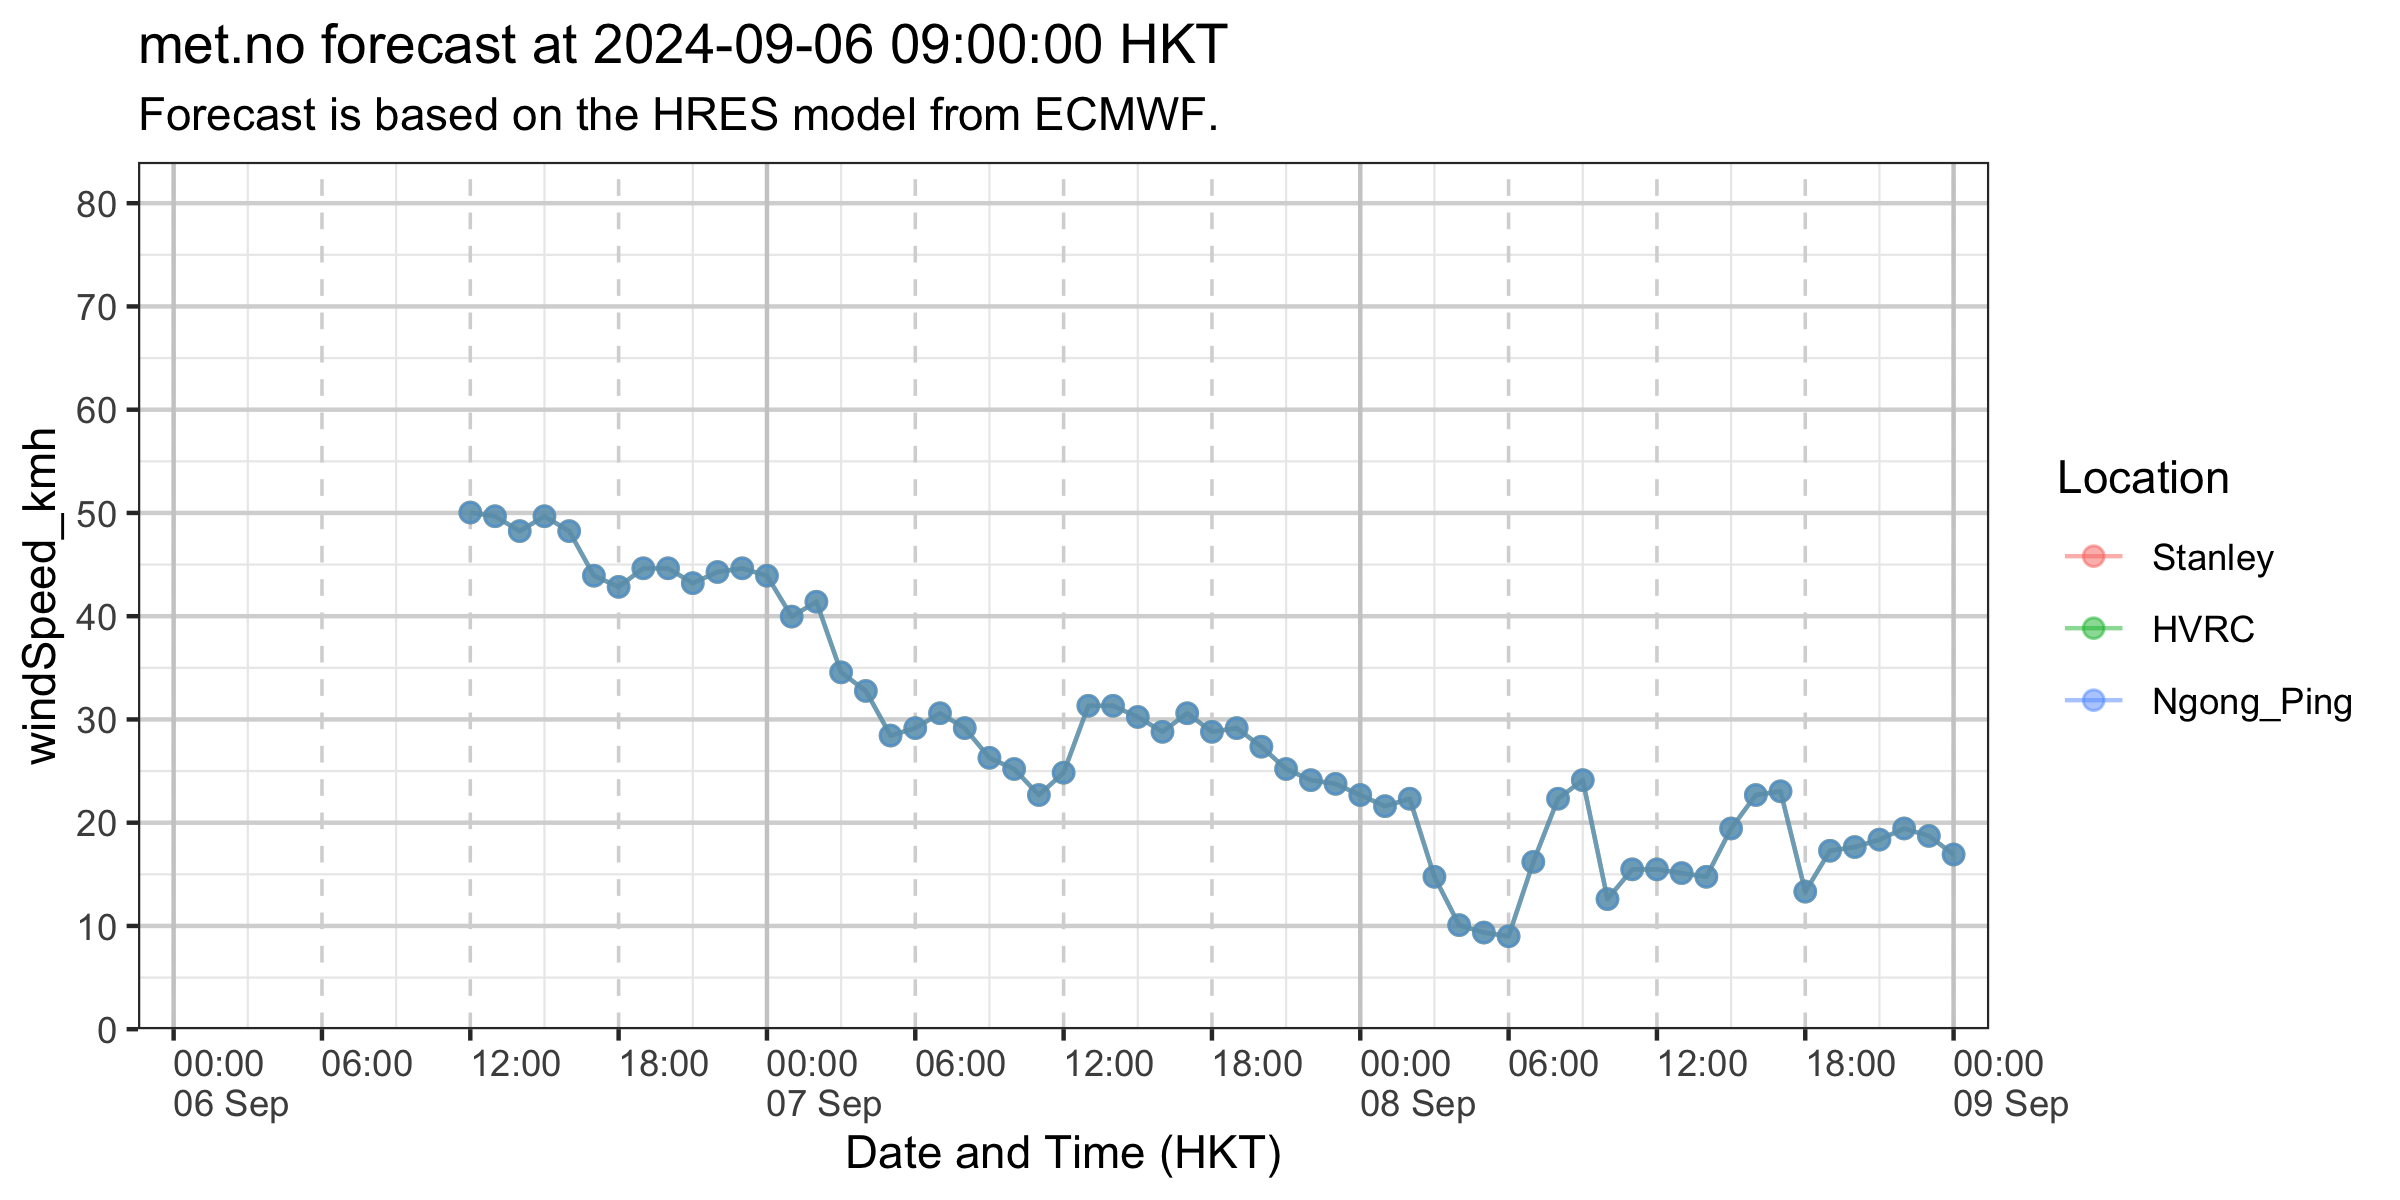 met.no forecast at 2024-09-06 09:00:00 HKT
Forecast is based on the HRES model from ECMWF.
windSpeed_kmh
80
70
60
50
40
30
20
10
0
00:00 06:00 12:00 18:00 00:00 06:00 12:00 18:00 00:00 06:00 12:00 18:00 00:00
06 Sep 07 Sep 08 Sep 09 Sep
Date and Time (HKT)
Location
Stanley
HVRC
Ngong_Ping